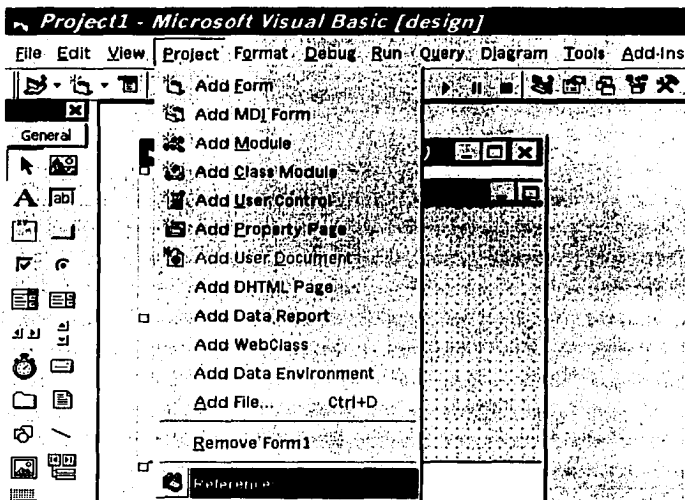 Project1 - Microsoft Visual Basic [design]
File Edit View Project Format Debug Run Query Diagram Tools Add-Ins
General
A ab
Add Form
Add MDI Form
Add Module
Add Class Module
Add User Control
Add Property Page
Add User Document
Add DHTML Page
Add Data Report
Add WebClass
Add Data Environment
Add File... Ctrl+D
Remove Form1